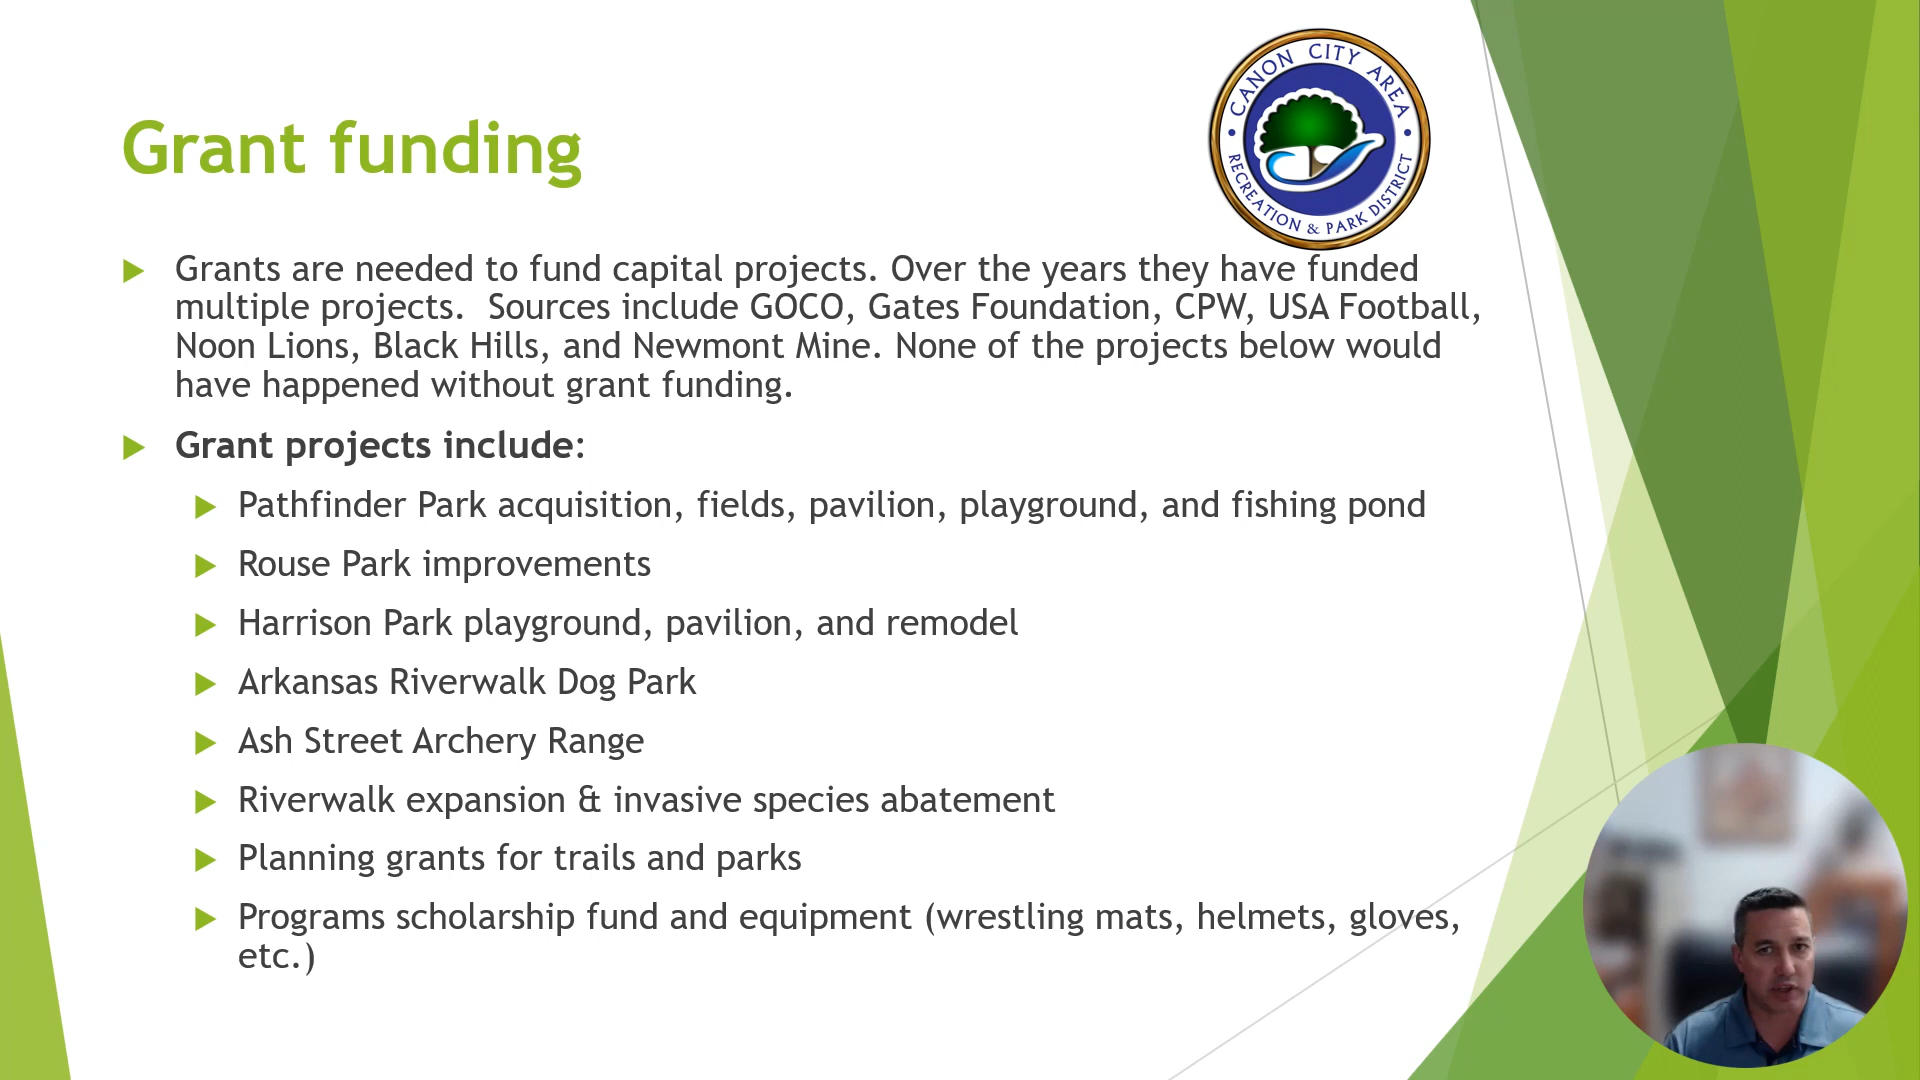 CANON CITY AREA
RECREATION & PARK DISTRICT
Grant funding
Grants are needed to fund capital projects. Over the years they have funded
multiple projects.  Sources include GOCO, Gates Foundation, CPW, USA Football,
Noon Lions, Black Hills, and Newmont Mine. None of the projects below would
have happened without grant funding.
Grant projects include:
Pathfinder Park acquisition, fields, pavilion, playground, and fishing pond
Rouse Park improvements
Harrison Park playground, pavilion, and remodel
Arkansas Riverwalk Dog Park
Ash Street Archery Range
Riverwalk expansion & invasive species abatement
Planning grants for trails and parks
Programs scholarship fund and equipment (wrestling mats, helmets, gloves,
etc.)